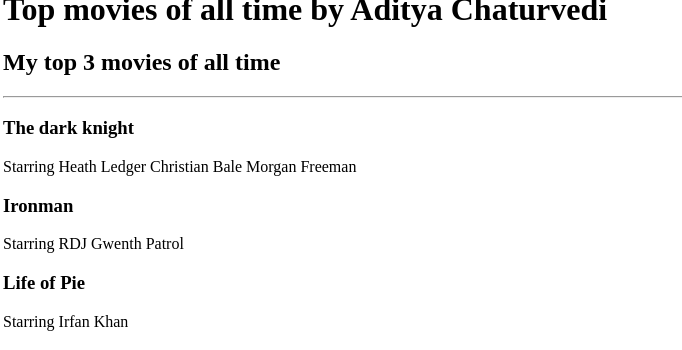 Top movies of all time by Aditya Chaturvedi
My top 3 movies of all time
The dark knight
Starring Heath Ledger Christian Bale Morgan Freeman
Ironman
Starring RDJ Gwenth Patrol
Life of Pie
Starring Irfan Khan